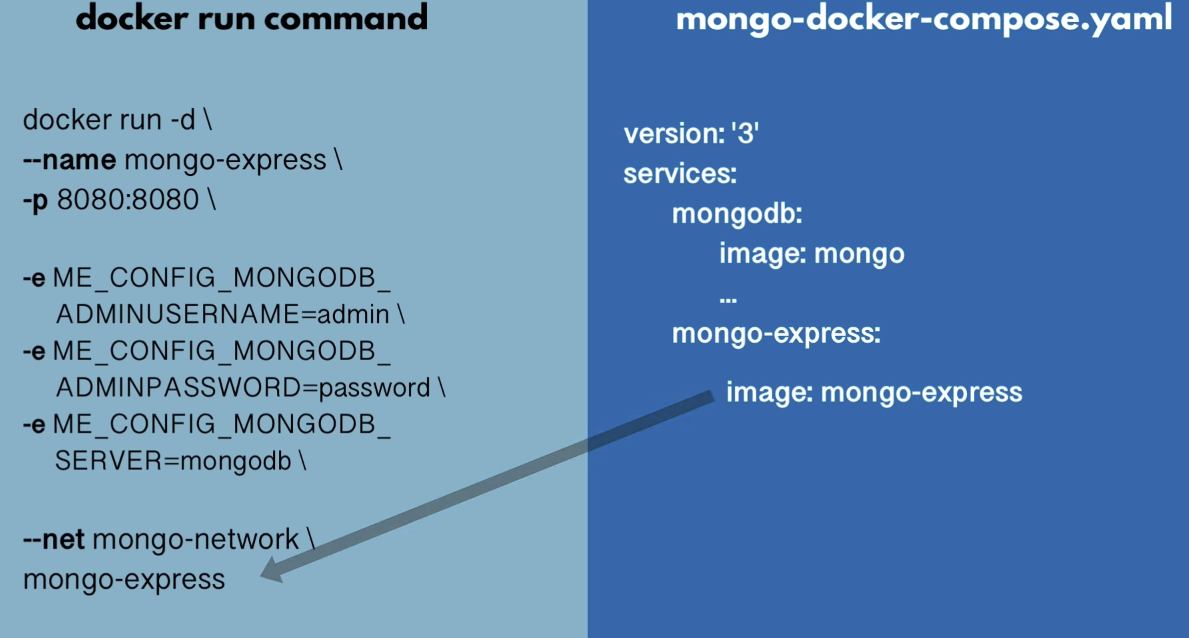 docker run command
docker run -d \
--name mongo-express \
-p 8080:8080 \
-e ME_CONFIG_MONGODB_
ADMINUSERNAME=admin \
-e ME_CONFIG_MONGODB_
ADMINPASSWORD=password \
-e ME_CONFIG_MONGODB_
SERVER=mongodb \
--net mongo-network \
mongo-express
mongo-docker-compose.yaml
version: '3'
services:
mongodb:
image: mongo
...
mongo-express:
image: mongo-express